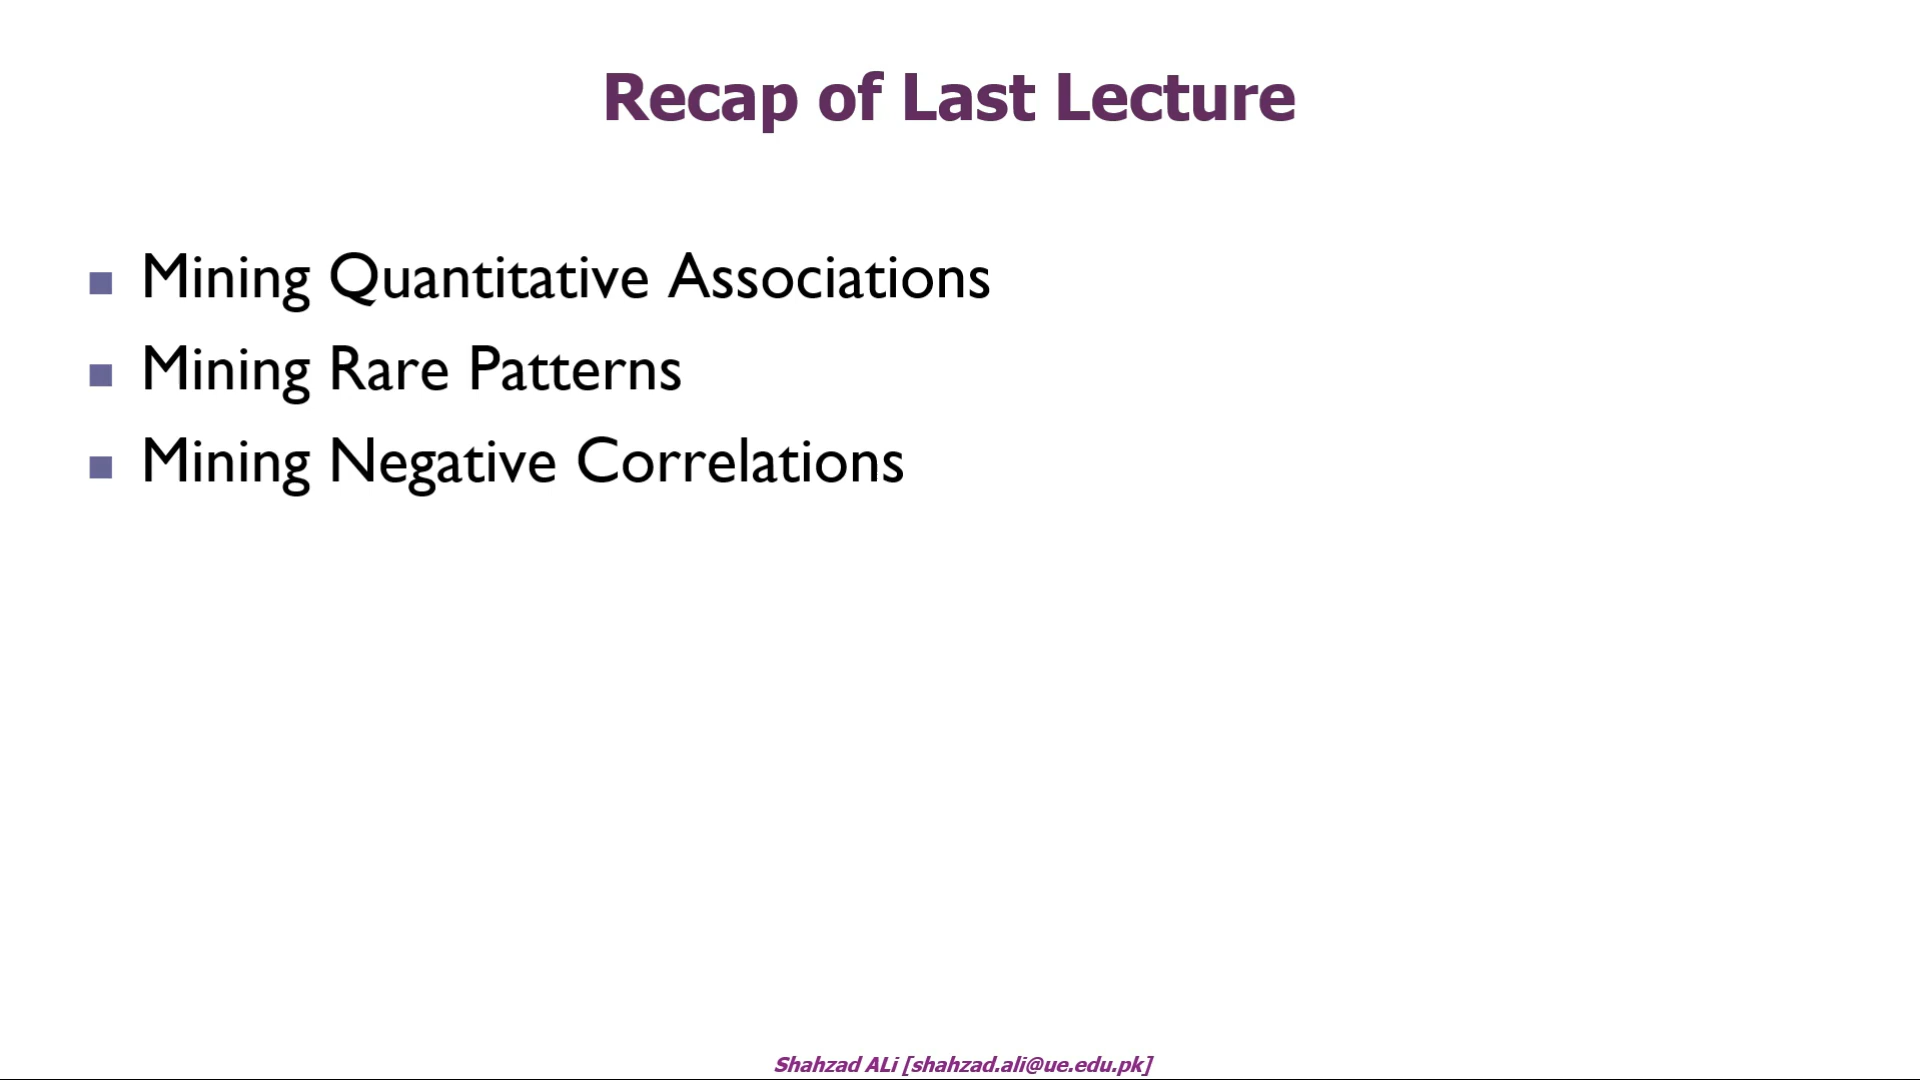 Recap of Last Lecture
Mining Quantitative Associations
Mining Rare Patterns
Mining Negative Correlations
Shahzad ALi [shahzad.ali@ue.edu.pk]